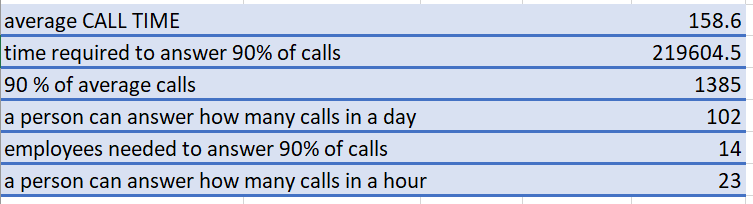 average CALL TIME 158.6
time required to answer 90% of calls 219604.5
90 % of average calls 1385
a person can answer how many calls in a day 102
employees needed to answer 90% of calls 14
a person can answer how many calls in a hour 23